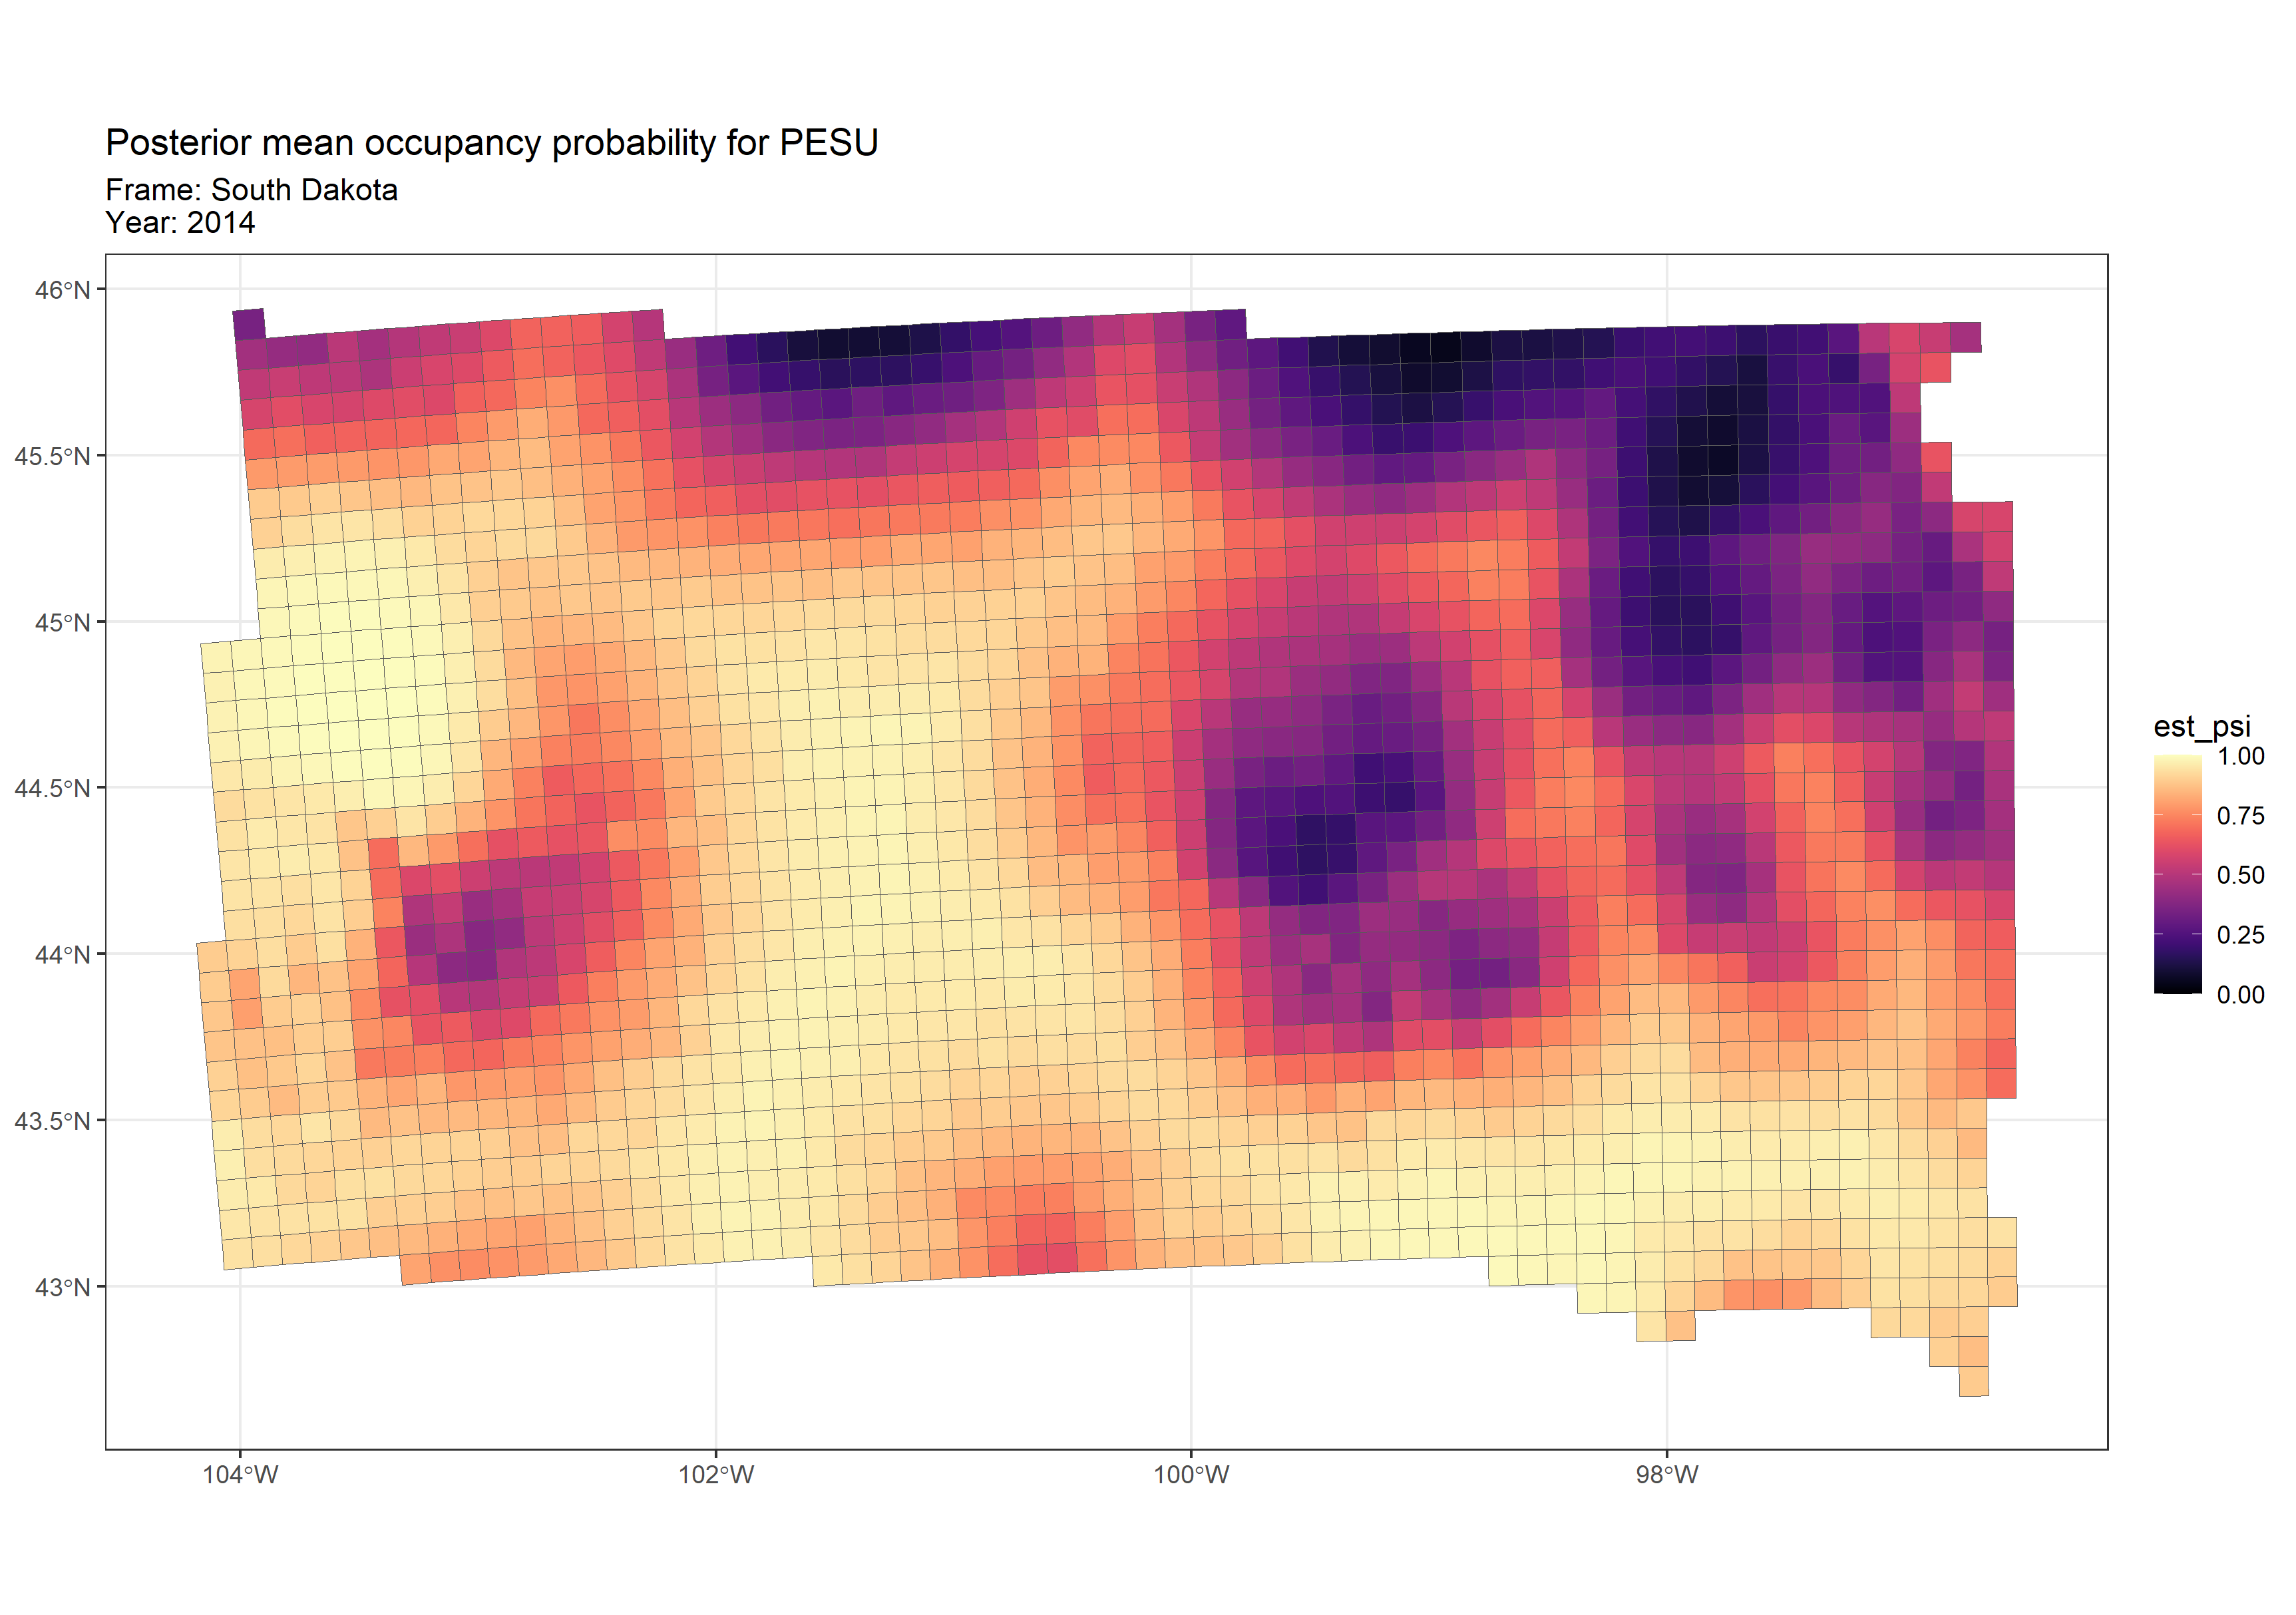 Posterior mean occupancy probability for PESU
Frame: South Dakota
Year: 2014
46°N
45.5°N
45°N
44.5°N
44°N
43.5°N
43°N
104°W
102°W
100°W
98°W
est_psi
1.00
0.75
0.50
0.25
0.00